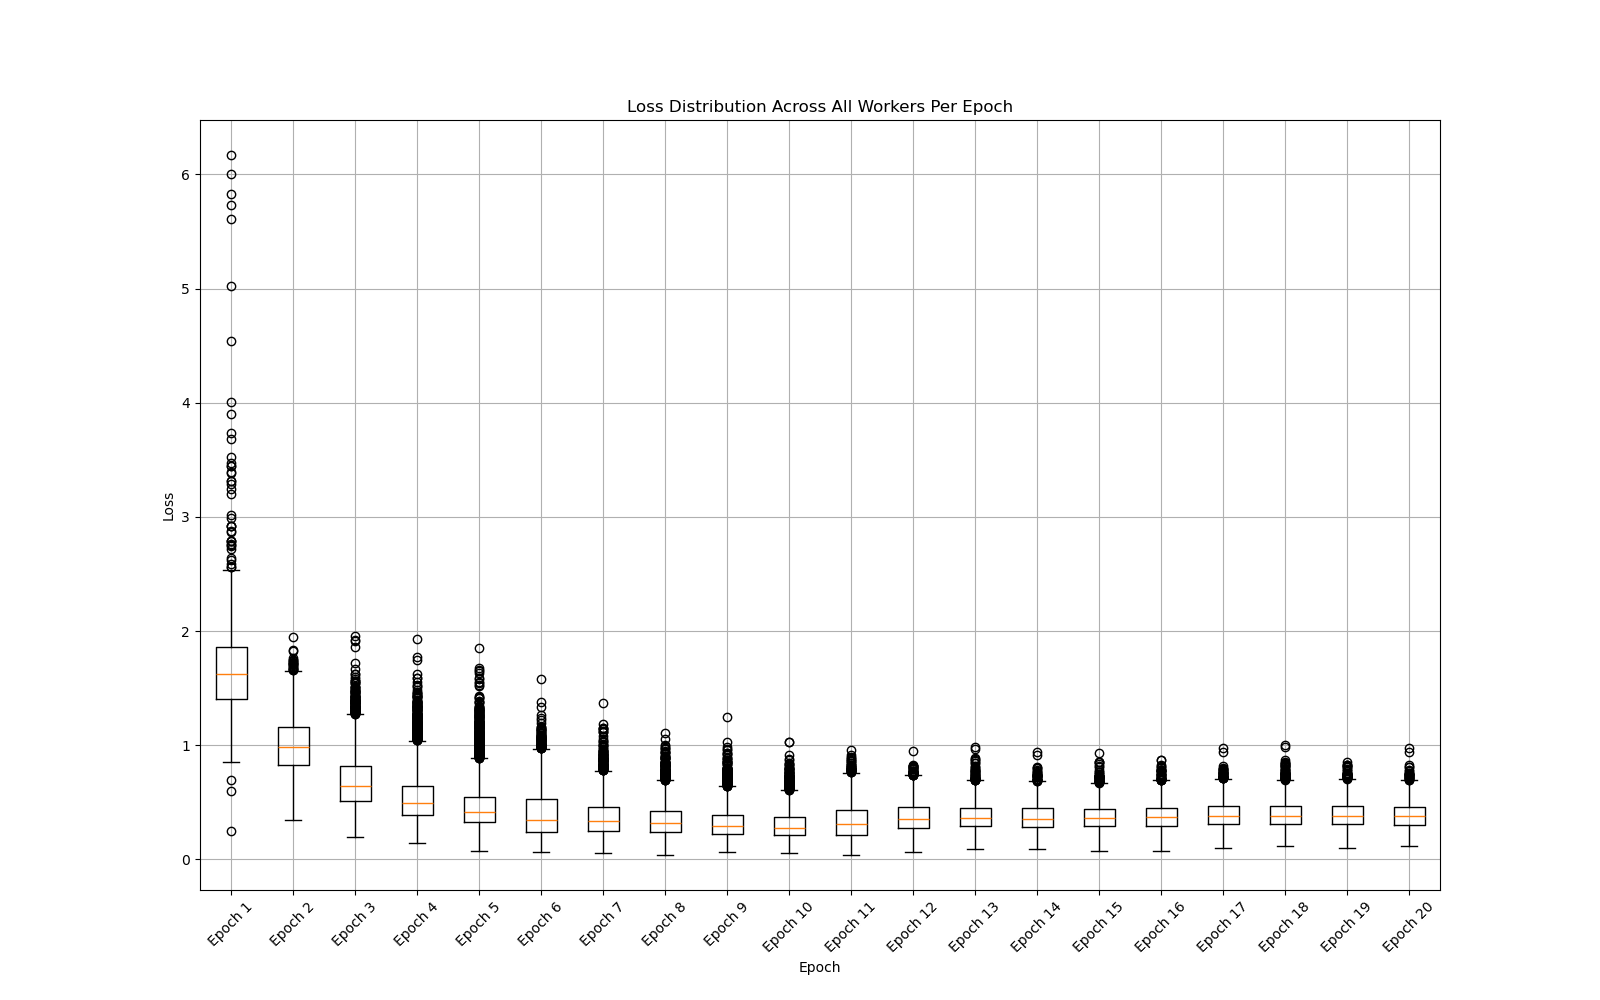 Loss Distribution Across All Workers Per Epoch
6
5
4
3
2
1
0
Loss
Epoch 1
Epoch 2
Epoch 3
Epoch 4
Epoch 5
Epoch 6
Epoch 7
Epoch 8
Epoch 9
Epoch 10
Epoch 11
Epoch 12
Epoch 13
Epoch 14
Epoch 15
Epoch 16
Epoch 17
Epoch 18
Epoch 19
Epoch 20
Epoch